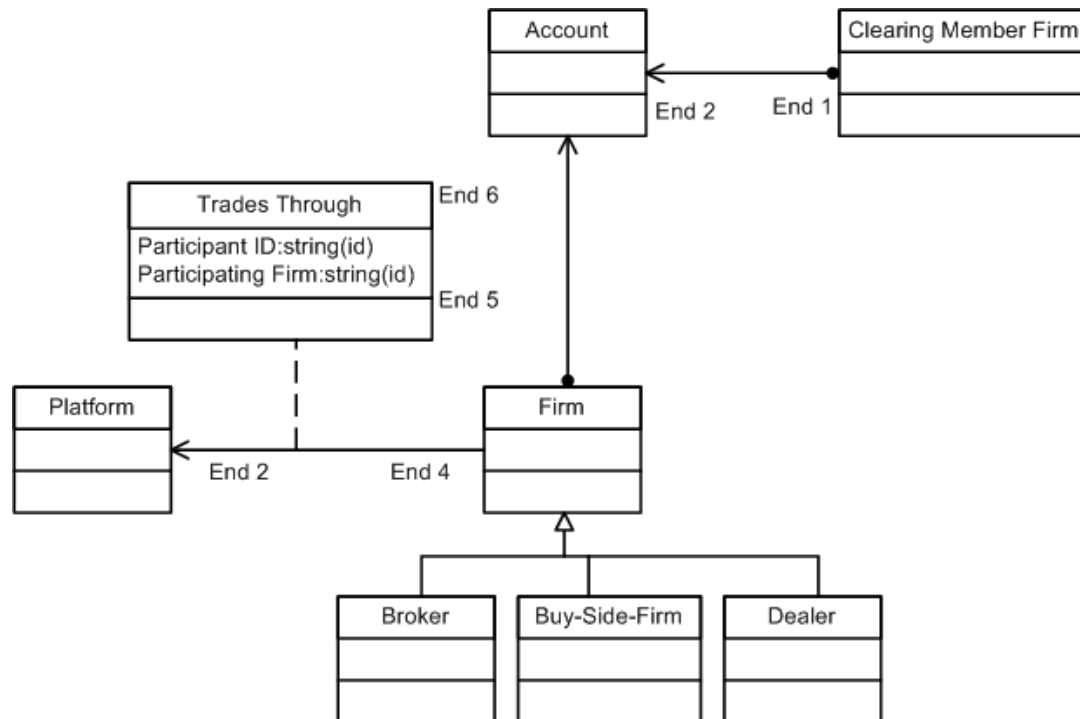 Account
Clearing Member Firm
End 2
End 1
Trades Through
End 6
Participant ID:string(id)
Participating Firm:string(id)
End 5
Platform
Firm
End 2
End 4
Broker
Buy-Side-Firm
Dealer